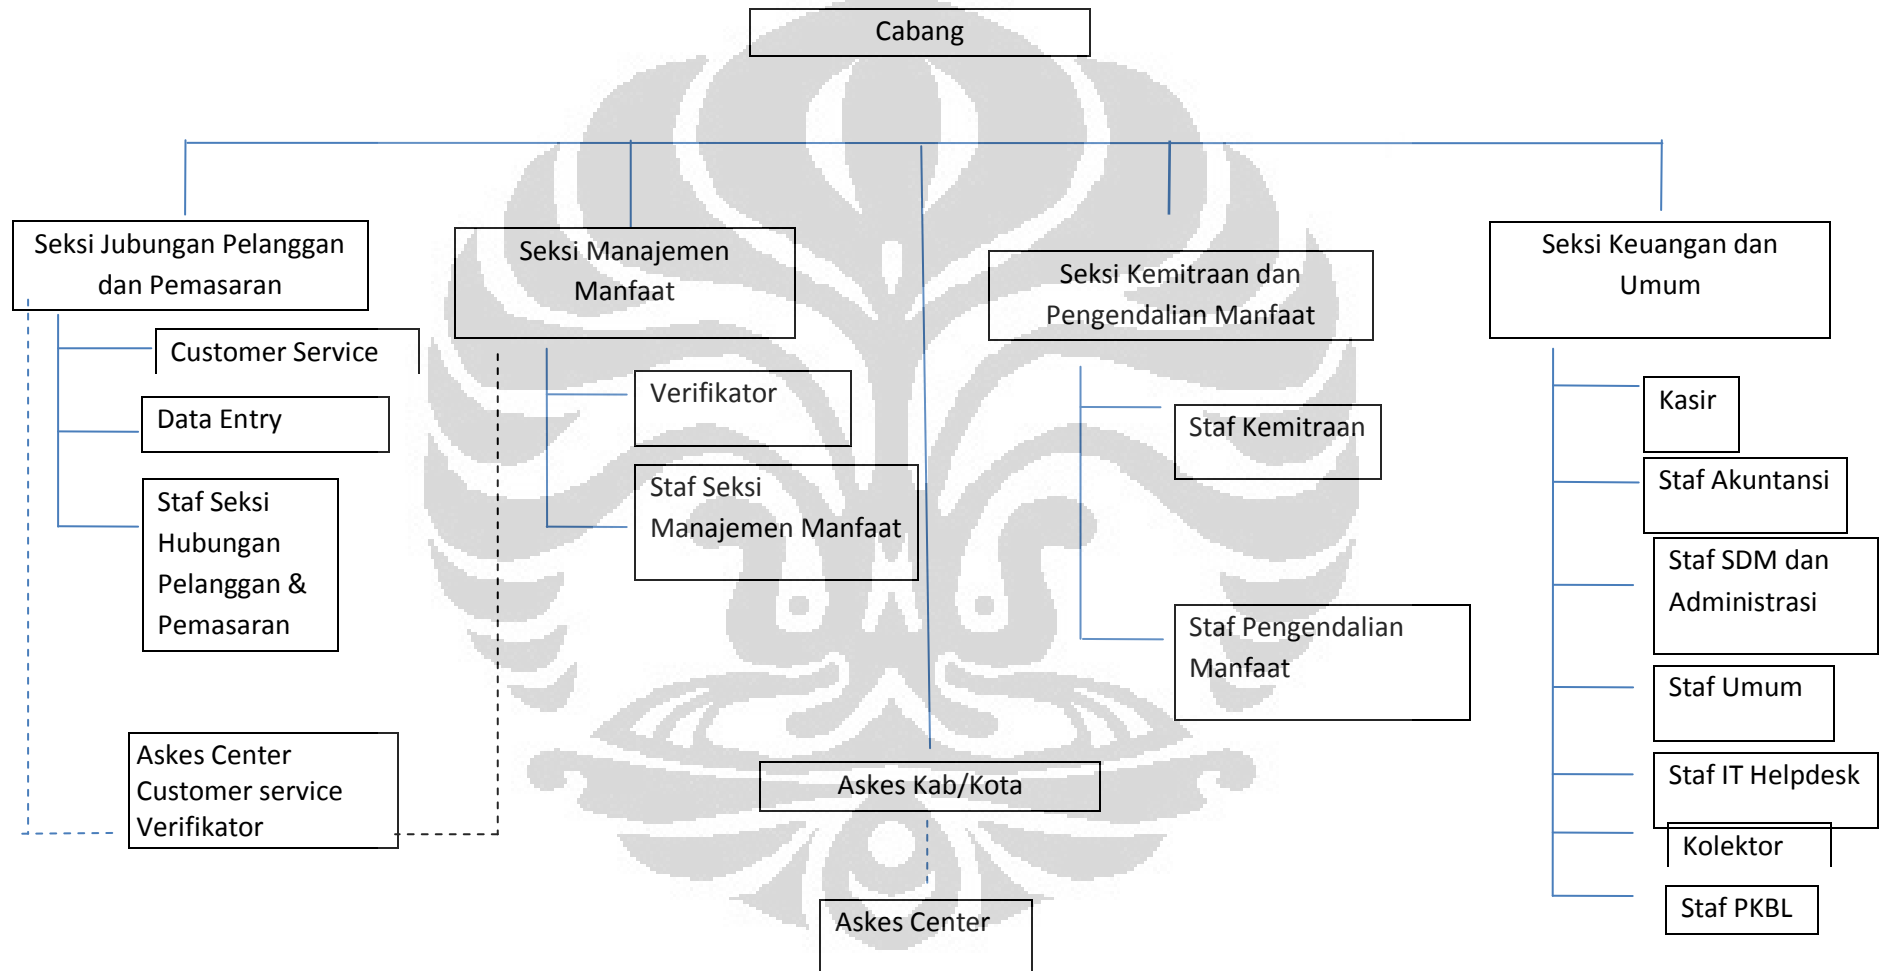 Cabang
Seksi Jubungan Pelanggan
dan Pemasaran
Customer Service
Data Entry
Staf Seksi
Hubungan
Pelanggan &
Pemasaran
Askes Center
Customer service
Verifikator
Seksi Manajemen
Manfaat
Verifikator
Staf Seksi
Manajemen Manfaat
Seksi Kemitraan dan
Pengendalian Manfaat
Staf Kemitraan
Staf Pengendalian
Manfaat
Askes Kab/Kota
Askes Center
Seksi Keuangan dan
Umum
Kasir
Staf Akuntansi
Staf SDM dan
Administrasi
Staf Umum
Staf IT Helpdesk
Kolektor
Staf PKBL